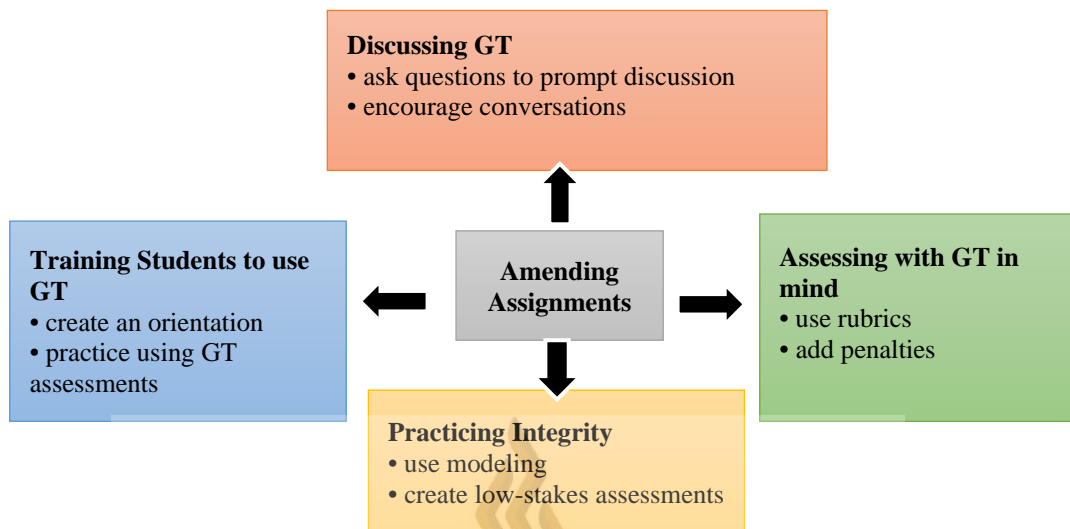 Discussing GT
• ask questions to prompt discussion
• encourage conversations
Training Students to use
GT
• create an orientation
• practice using GT
assessments
Amending
Assignments
Assessing with GT in
mind
• use rubrics
• add penalties
Practicing Integrity
• use modeling
• create low-stakes assessments